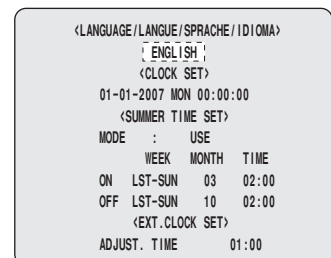 <LANGUAGE/LANGUE/SPRACHE/IDIOMA>
ENGLISH
<CLOCK SET>
01-01-2007 MON 00:00:00
<SUMMER TIME SET>
MODE : USE
WEEK MONTH TIME
ON LST-SUN 03 02:00
OFF LST-SUN 10 02:00
<EXT.CLOCK SET>
ADJUST. TIME 01:00